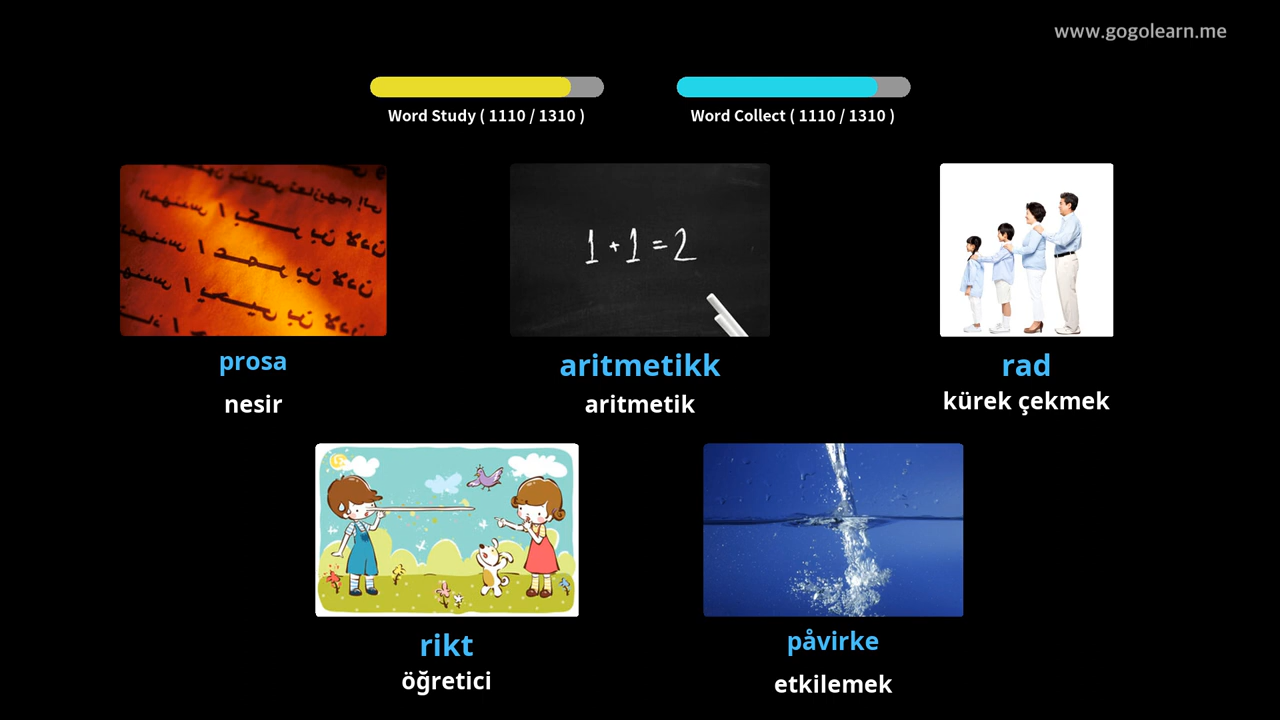 www.gogolearn.me
Word Study ( 1110 / 1310 )
Word Collect ( 1110 / 1310 )
1 + 1 = 2
prosa
aritmetikk
rad
nesir
aritmetik
kürek çekmek
rikt
påvirke
öğretici
etkilemek